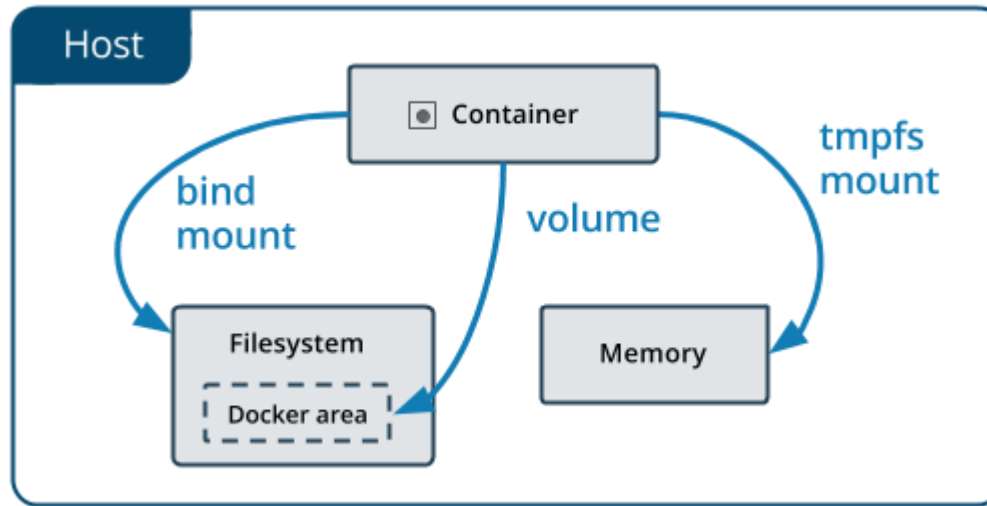 Host
Container
bind
mount
volume
tmpfs
mount
Filesystem
Docker area
Memory